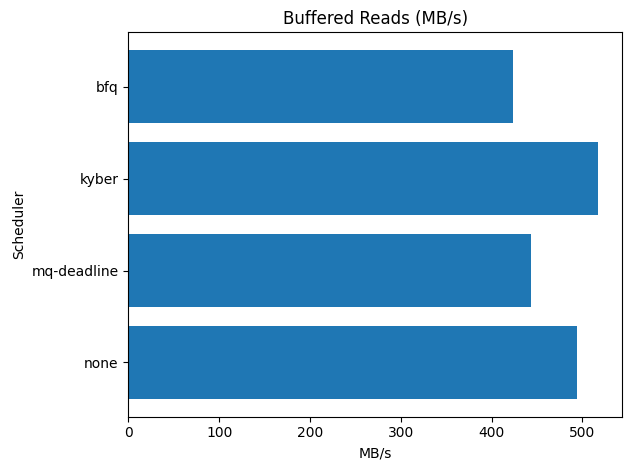 Buffered Reads (MB/s)
Scheduler
bfq
kyber
mq-deadline
none
0 100 200 300 400 500
MB/s